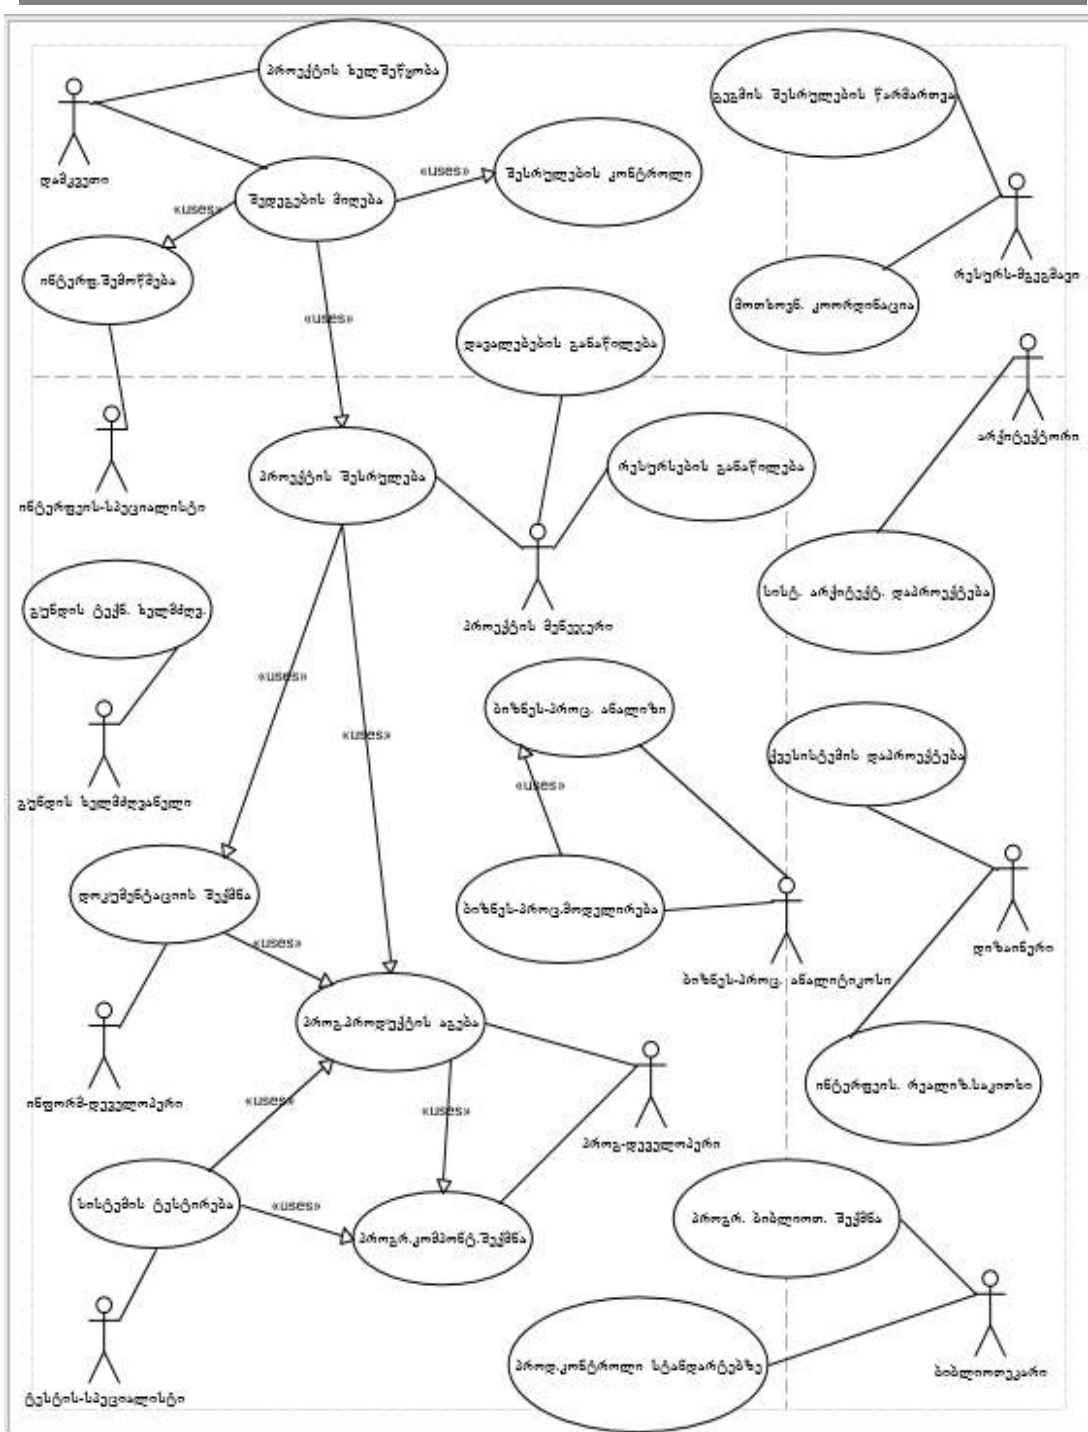 პროექტის ხელშეწყობა
გეგმის შესრულების წარმართვა
დამკვეთი
«uses»
შესრულების კონტროლი
შედეგების მიღება
«uses»
ინტერფ.შემოწმება
რესურს-მგეგმავი
მოთხოვნ. კოორდინაცია
«uses»
დავალებების განაწილება
არქიტექტორი
რესურსების განაწილება
პროექტის შესრულება
ინტერფეის-სპეციალისტი
სისტ. არქიტექტ. დაპროექტება
გუნდის ტექნ. ხელმძღვ.
პროექტის მენეჯერი
«uses»
ბიზნეს-პროც. ანალიზი
«uses»
ქვესისტემის დაპროექტება
«uses»
გუნდის ხელმძღვანელი
დოკუმენტაციის შექმნა
ბიზნეს-პროც.მოდელირება
«uses»
დიზაინერი
ბიზნეს-პროც. ანალიტიკოსი
პროგ.პროდუქტის აგება
ინტერფეის. რეალიზ.საკითხი
ინფორმ-დეველოპერი
«uses»
«uses»
პროგ-დეველოპერი
სისტემის ტესტირება
«uses»
პროგრ. ბიბლიოთ. შექმნა
პროგრ.კომპონტ.შექმნა
პროდ.კონტროლი სტანდარტებზე
ბიბლიოთეკარი
ტესტის-სპეციალისტი